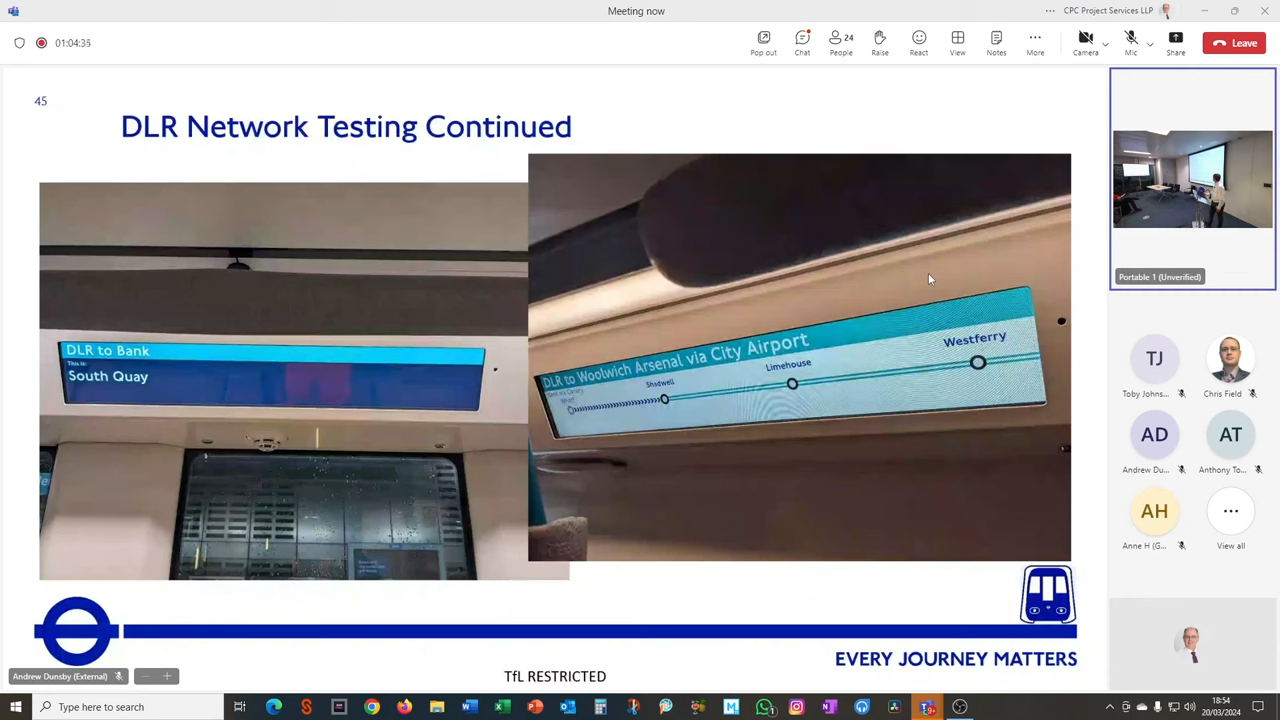 Meeting now
CPC Project Services LLP
01:04:35
Pop out
Chat
24
People
Raise
React
View
Notes
More
Camera
Mic
Share
Leave
45
DLR Network Testing Continued
DLR to Bank
This is:
South Quay
DLR to Woolwich Arsenal via City Airport
Shadwell
Limehouse
Westferry
Portable 1 (Unverified)
TJ
Toby Johns...
Chris Field
AD
Andrew Du...
AT
Anthony To...
AH
Anne H (G...
View all
EVERY JOURNEY MATTERS
TfL RESTRICTED
Andrew Dunsby (External)
Type here to search
18:54
20/03/2024